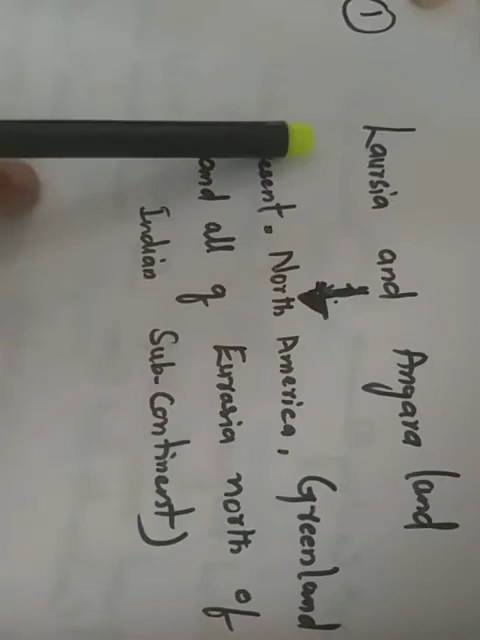 ①
Laursia and Angara land
esent. North America, Greenland
and all of Eurasia north of
Indian Sub-Continent)